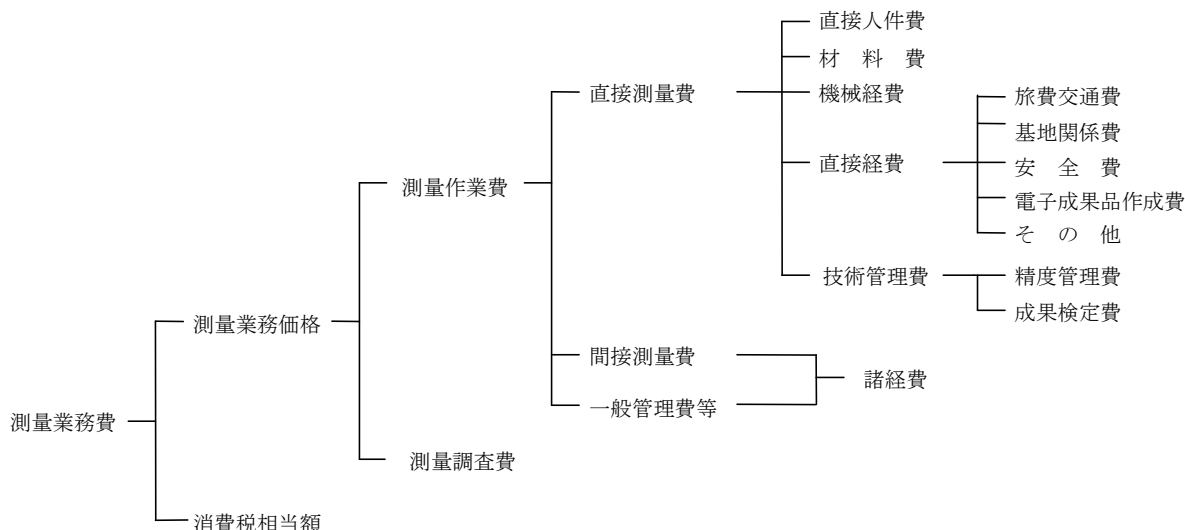 直接人件費
材　料　費
直接測量費
機械経費
旅費交通費
基地関係費
直接経費
安　全　費
測量作業費
電子成果品作成費
そ　の　他
技術管理費
精度管理費
成果検定費
測量業務価格
間接測量費
諸経費
一般管理費等
測量業務費
測量調査費
消費税相当額